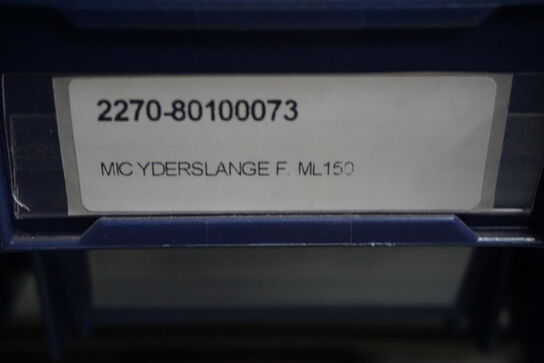 2270-80100073
MIC YDERSLANGE F. ML150